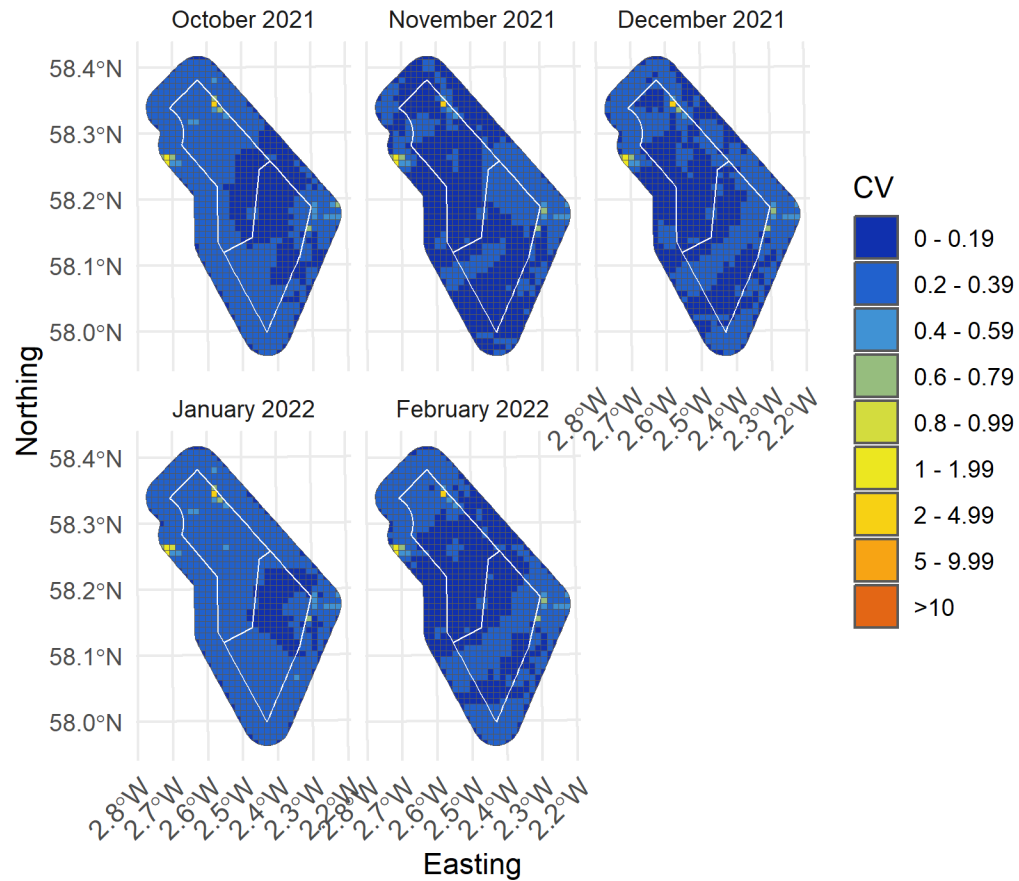 October 2021
November 2021
December 2021
58.4°N
58.3°N
58.2°N
58.1°N
58.0°N
2.8°W
2.7°W
2.6°W
2.5°W
2.4°W
2.3°W
2.2°W
January 2022
February 2022
58.4°N
58.3°N
58.2°N
58.1°N
58.0°N
2.8°W
2.7°W
2.6°W
2.5°W
2.4°W
2.3°W
2.2°W
2.8°W
2.7°W
2.6°W
2.5°W
2.4°W
2.3°W
2.2°W
Northing
Easting
CV
0 - 0.19
0.2 - 0.39
0.4 - 0.59
0.6 - 0.79
0.8 - 0.99
1 - 1.99
2 - 4.99
5 - 9.99
>10